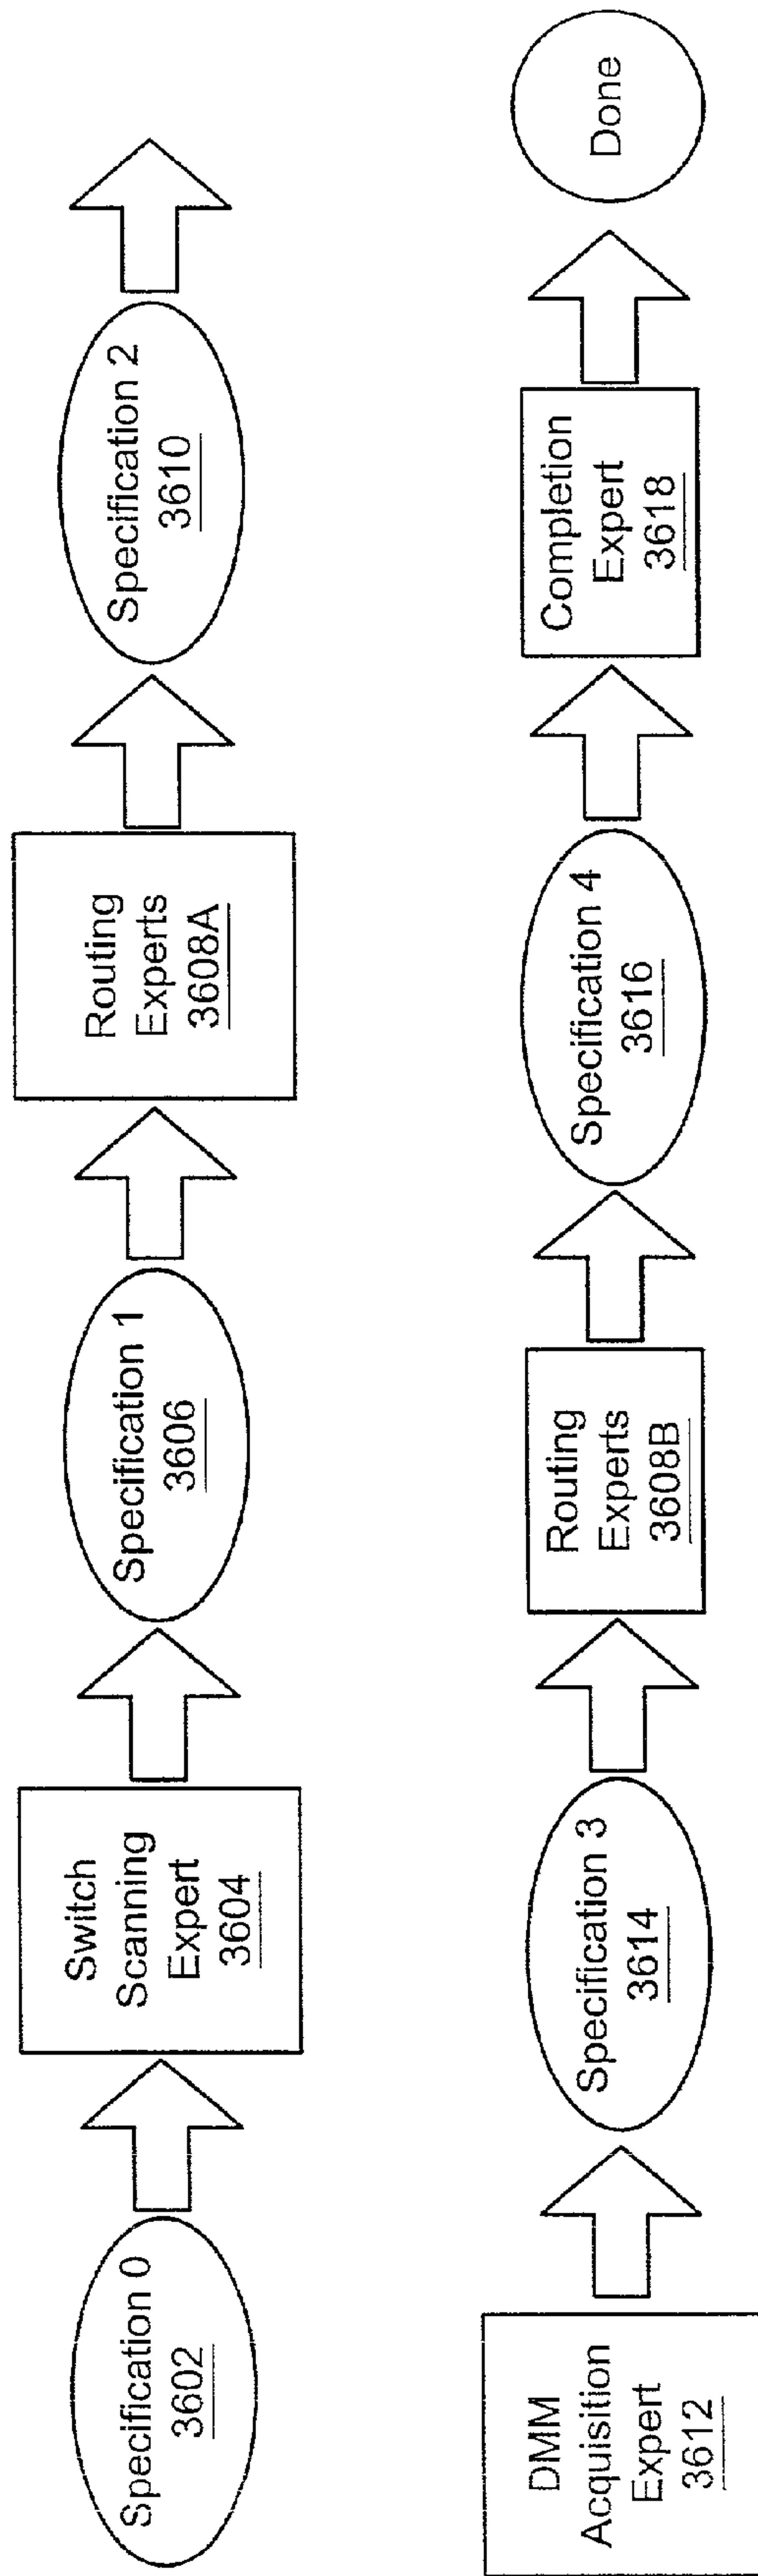 Specification 0
3602
Switch
Scanning
Expert
3604
Specification 1
3606
Routing
Experts
3608A
Specification 2
3610
DMM
Acquisition
Expert
3612
Specification 3
3614
Routing
Experts
3608B
Specification 4
3616
Completion
Expert
3618
Done